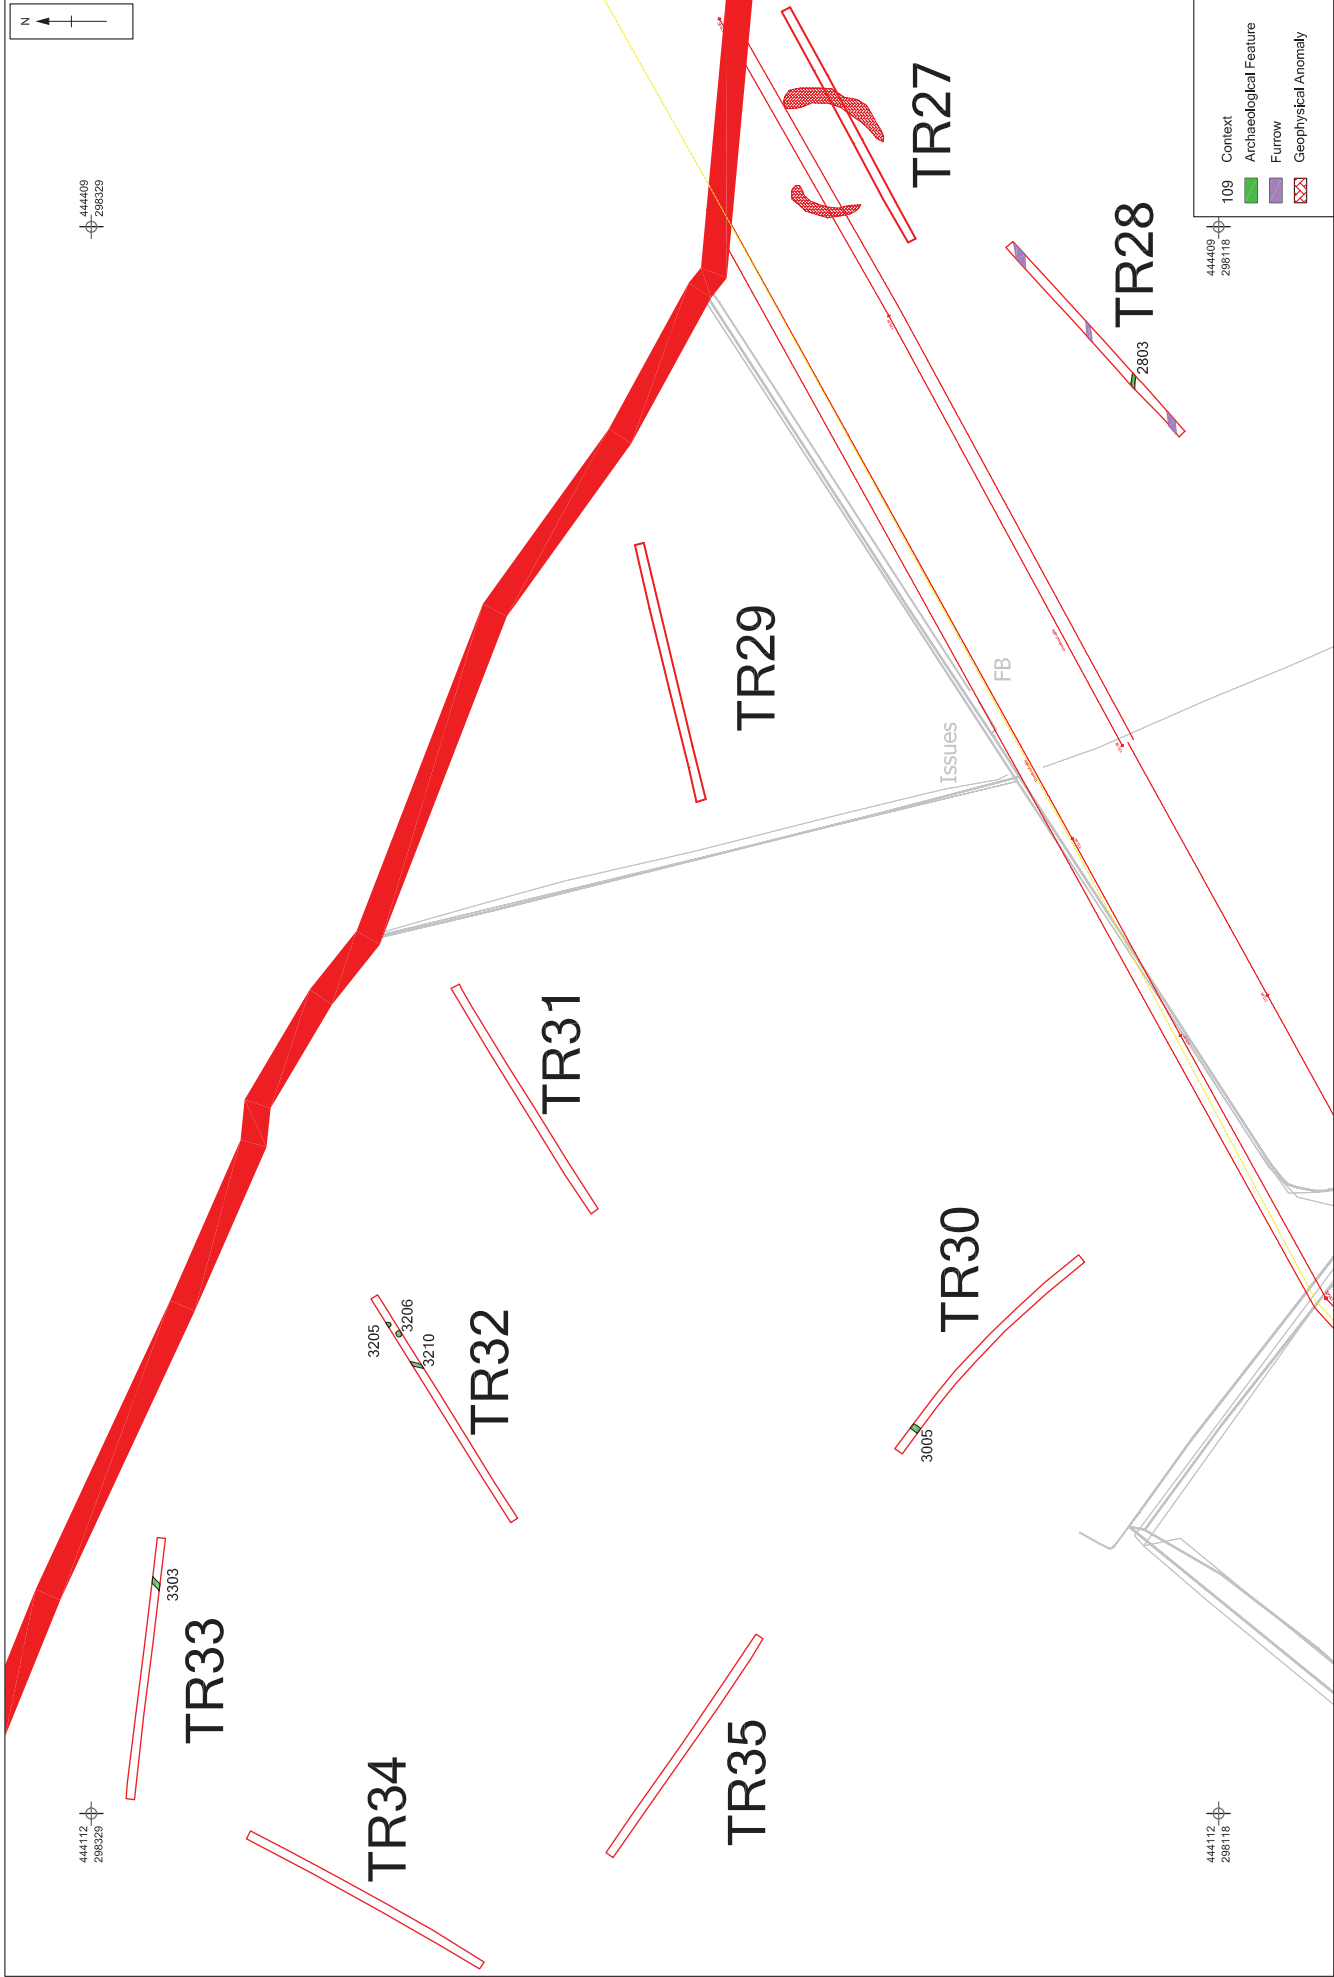 N
444409
298329
TR27
109 Context
Archaeological Feature
Furrow
Geophysical Anomaly
444409
298118
TR28
2803
TR29
FB
Issues
TR31
TR30
3005
3205
3206
3210
TR32
3303
TR33
TR34
TR35
444112
298329
444112
298118